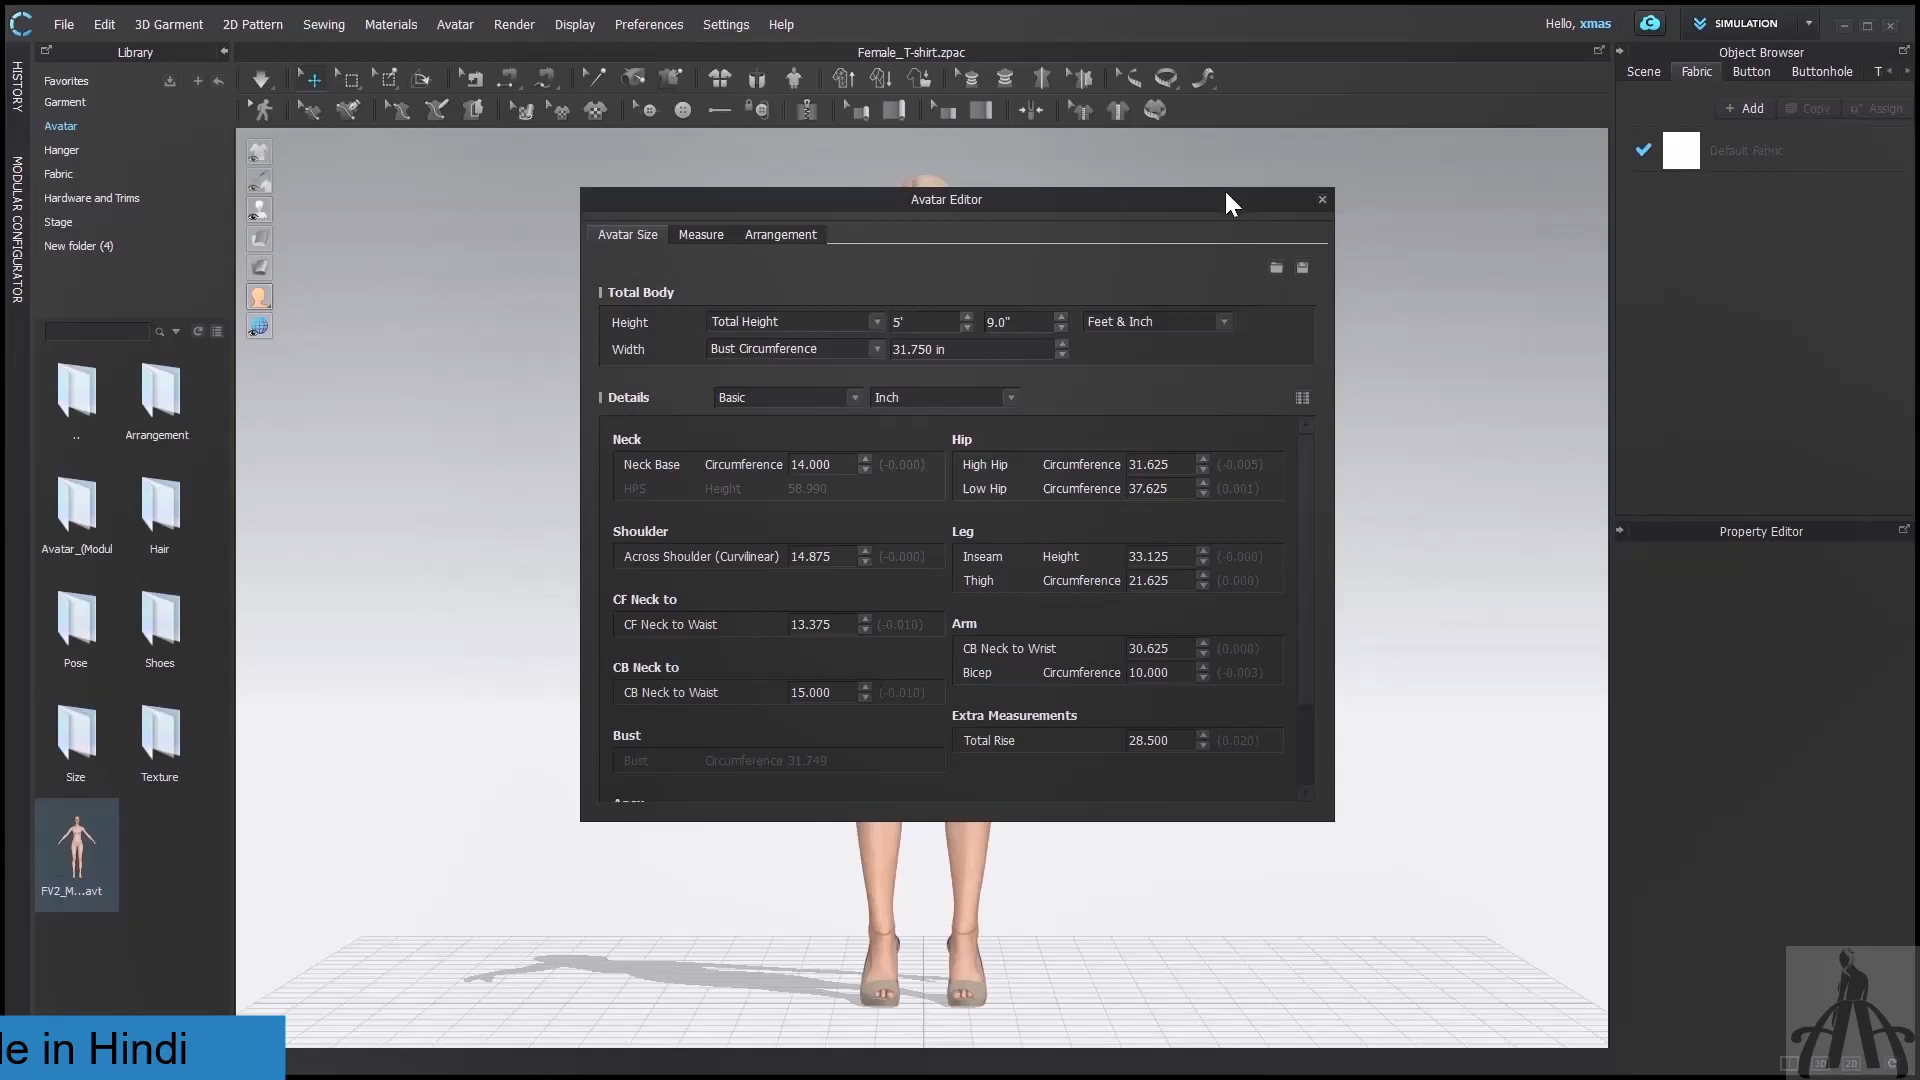 File Edit 3D Garment 2D Pattern Sewing Materials Avatar Render Display Preferences Settings Help
Hello, xmas
SIMULATION
HISTORY
MODULAR CONFIGURATOR
Library
Favorites
Garment
Avatar
Hanger
Fabric
Hardware and Trims
Stage
New folder (4)
..
Arrangement
Avatar_(Modul
Hair
Pose
Shoes
Size
Texture
FV2_M...avt
Female_T-shirt.zpac
Avatar Editor
Avatar Size Measure Arrangement
Total Body
Height Total Height 5' 9.0" Feet & Inch
Width Bust Circumference 31.750 in
Details Basic Inch
Neck
Neck Base Circumference 14.000 (-0.000)
HPS Height 58.990
Shoulder
Across Shoulder (Curvilinear) 14.875 (-0.000)
CF Neck to
CF Neck to Waist 13.375 (-0.010)
CB Neck to
CB Neck to Waist 15.000 (-0.010)
Bust
Bust Circumference 31.749
Hip
High Hip Circumference 31.625 (-0.005)
Low Hip Circumference 37.625 (0.001)
Leg
Inseam Height 33.125 (-0.000)
Thigh Circumference 21.625 (0.000)
Arm
CB Neck to Wrist 30.625 (0.000)
Bicep Circumference 10.000 (-0.003)
Extra Measurements
Total Rise 28.500 (0.020)
Object Browser
Scene Fabric Button Buttonhole T
+ Add Copy Assign
Default Fabric
Property Editor
le in Hindi
3D 2D